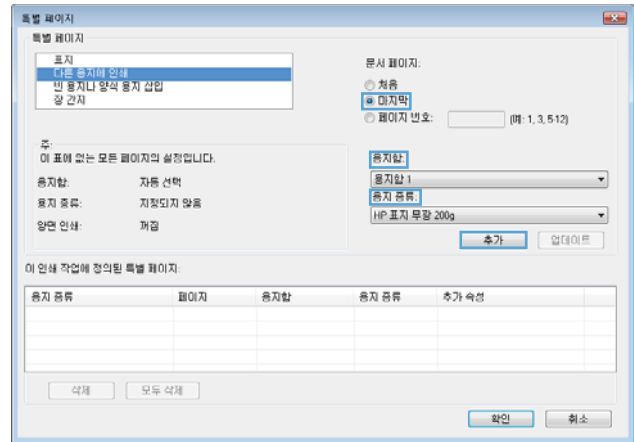 특별 페이지
특별 페이지
표지
다른 용지에 인쇄
빈 용지나 양식 용지 삽입
장 간지
문서 페이지:
처음
마지막
페이지 번호:
(예: 1, 3, 5-12)
주:
이 표에 없는 모든 페이지의 설정입니다.
용지함: 자동 선택
용지 종류: 지정되지 않음
양면 인쇄: 꺼짐
용지함:
용지함 1
용지 종류:
HP 표지 무광 200g
추가 업데이트
이 인쇄 작업에 정의된 특별 페이지:
용지 종류 페이지 용지함 용지 종류 추가 속성
삭제 모두 삭제
확인 취소